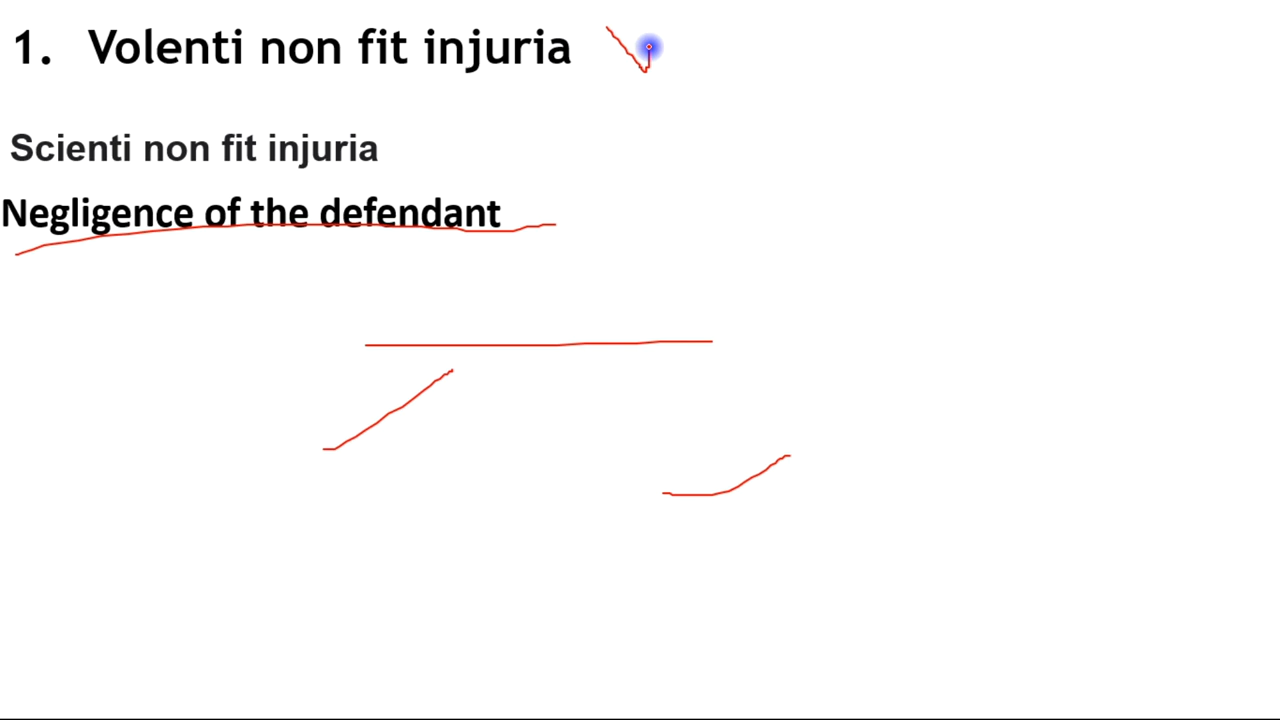 1. Volenti non fit injuria
Scienti non fit injuria
Negligence of the defendant